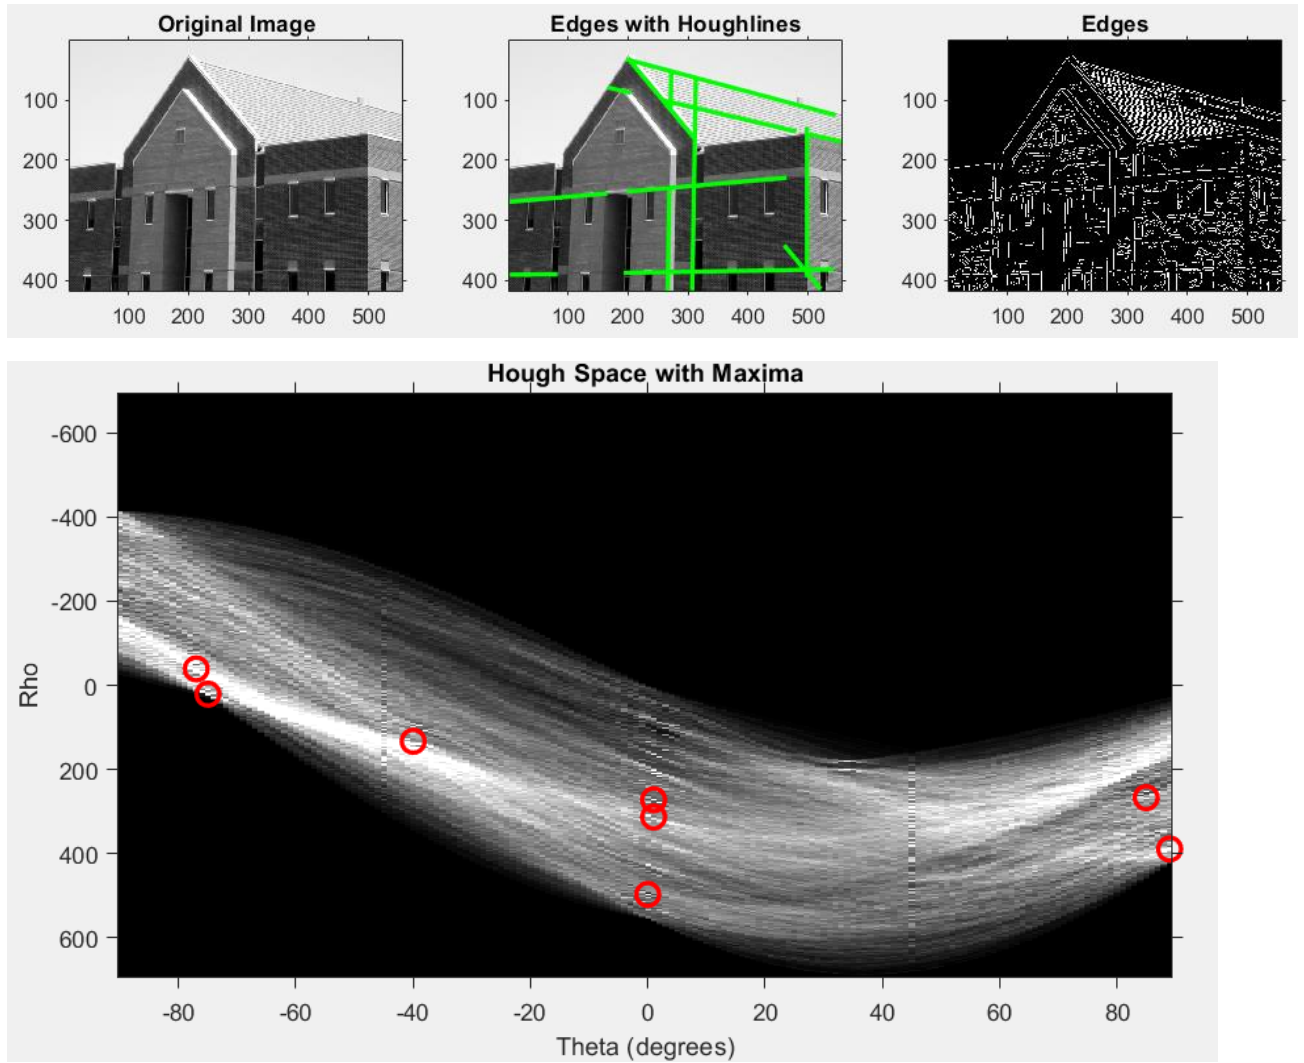 Original Image
Edges with Houghlines
Edges
100
200
300
400
100 200 300 400 500
100
200
300
400
100 200 300 400 500
100
200
300
400
100 200 300 400 500
Hough Space with Maxima
-600
-400
-200
0
200
400
600
Rho
-80 -60 -40 -20 0 20 40 60 80
Theta (degrees)